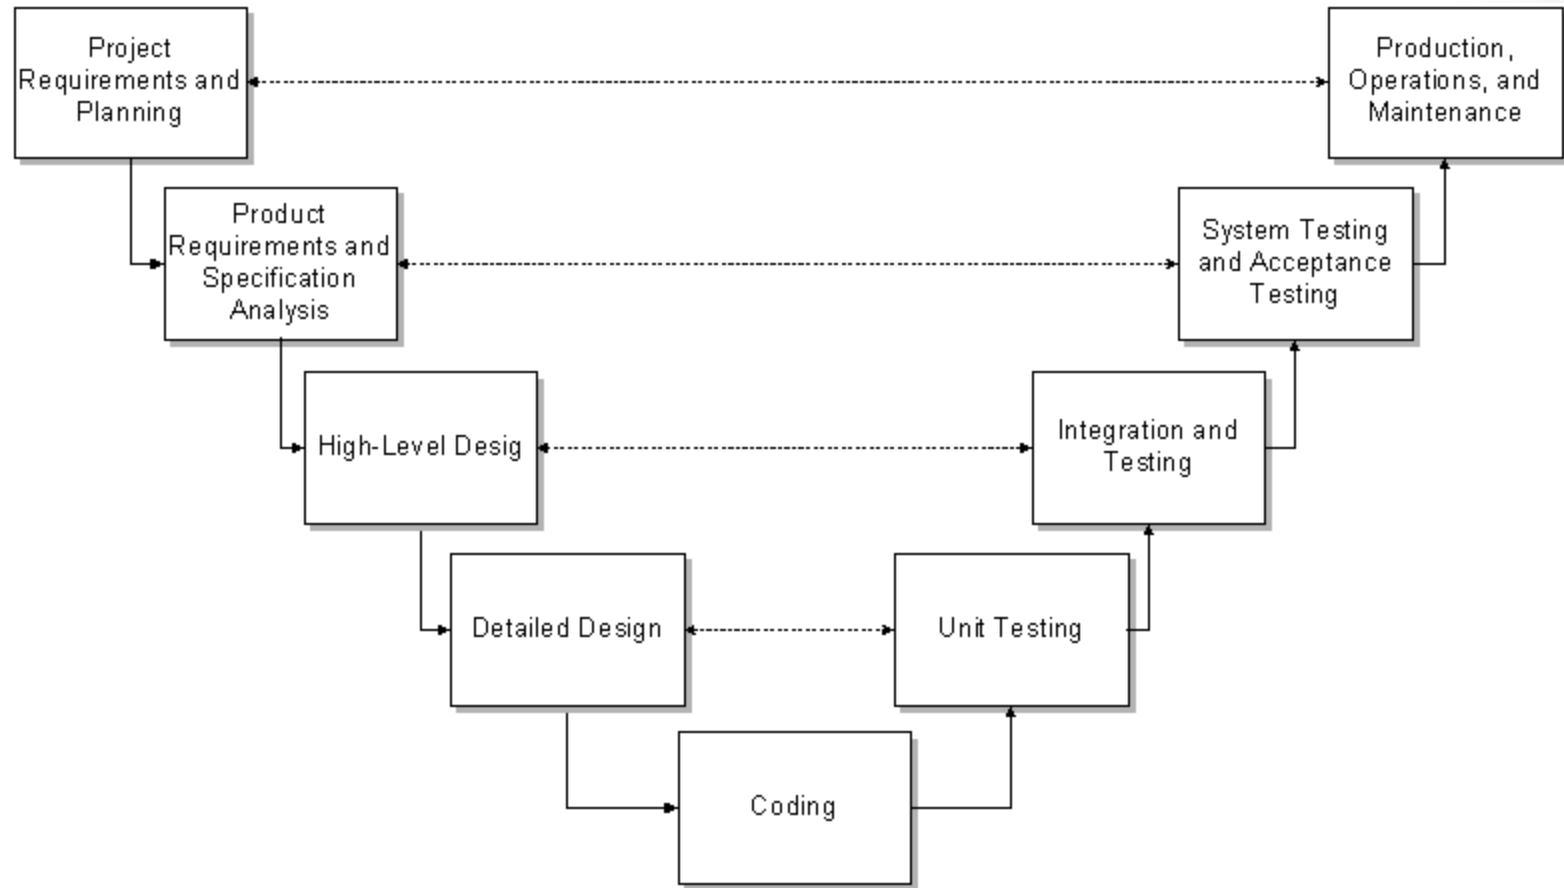 Project
Requirements and
Planning
Production,
Operations, and
Maintenance
Product
Requirements and
Specification
Analysis
System Testing
and Acceptance
Testing
High-Level Desig
Integration and
Testing
Detailed Design
Unit Testing
Coding